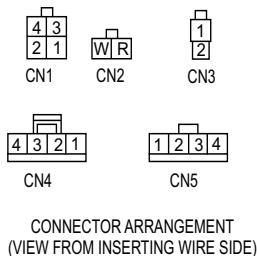 4 3
2 1
CN1
W R
CN2
1
2
CN3
4 3 2 1
CN4
1 2 3 4
CN5
CONNECTOR ARRANGEMENT
(VIEW FROM INSERTING WIRE SIDE)